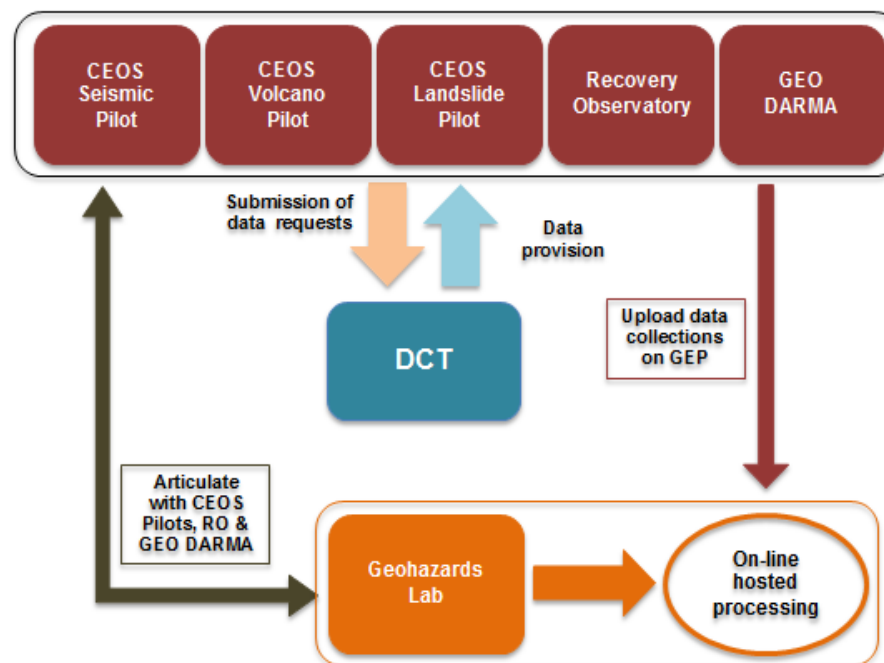 CEOS
Seismic
Pilot
CEOS
Volcano
Pilot
CEOS
Landslide
Pilot
Recovery
Observatory
GEO
DARMA
Submission of
data requests
Data
provision
DCT
Upload data
collections
on GEP
Articulate
with CEOS
Pilots, RO &
GEO DARMA
Geohazards
Lab
On-line
hosted
processing